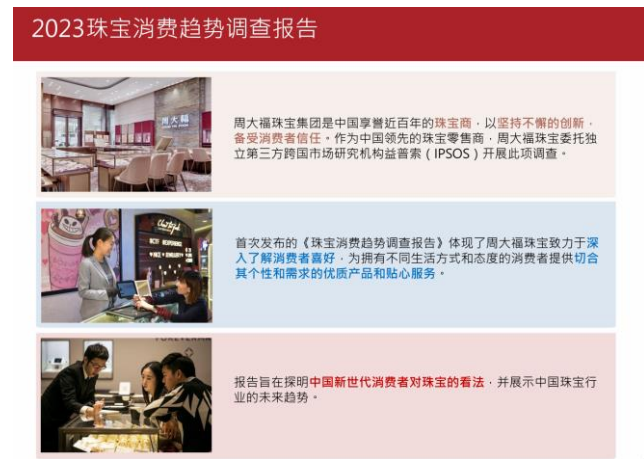 2023珠宝消费趋势调查报告
周大福
周大福珠宝集团是中国享誉近百年的珠宝商，以坚持不懈的创新，
备受消费者信任。作为中国领先的珠宝零售商，周大福珠宝委托独
立第三方跨国市场研究机构益普索（IPSOS）开展此项调查。
首次发布的《珠宝消费趋势调查报告》体现了周大福珠宝致力于深
入了解消费者喜好，为拥有不同生活方式和态度的消费者提供切合
其个性和需求的优质产品和贴心服务。
FOREVERMARK
报告旨在探明中国新世代消费者对珠宝的看法，并展示中国珠宝行
业的未来趋势。